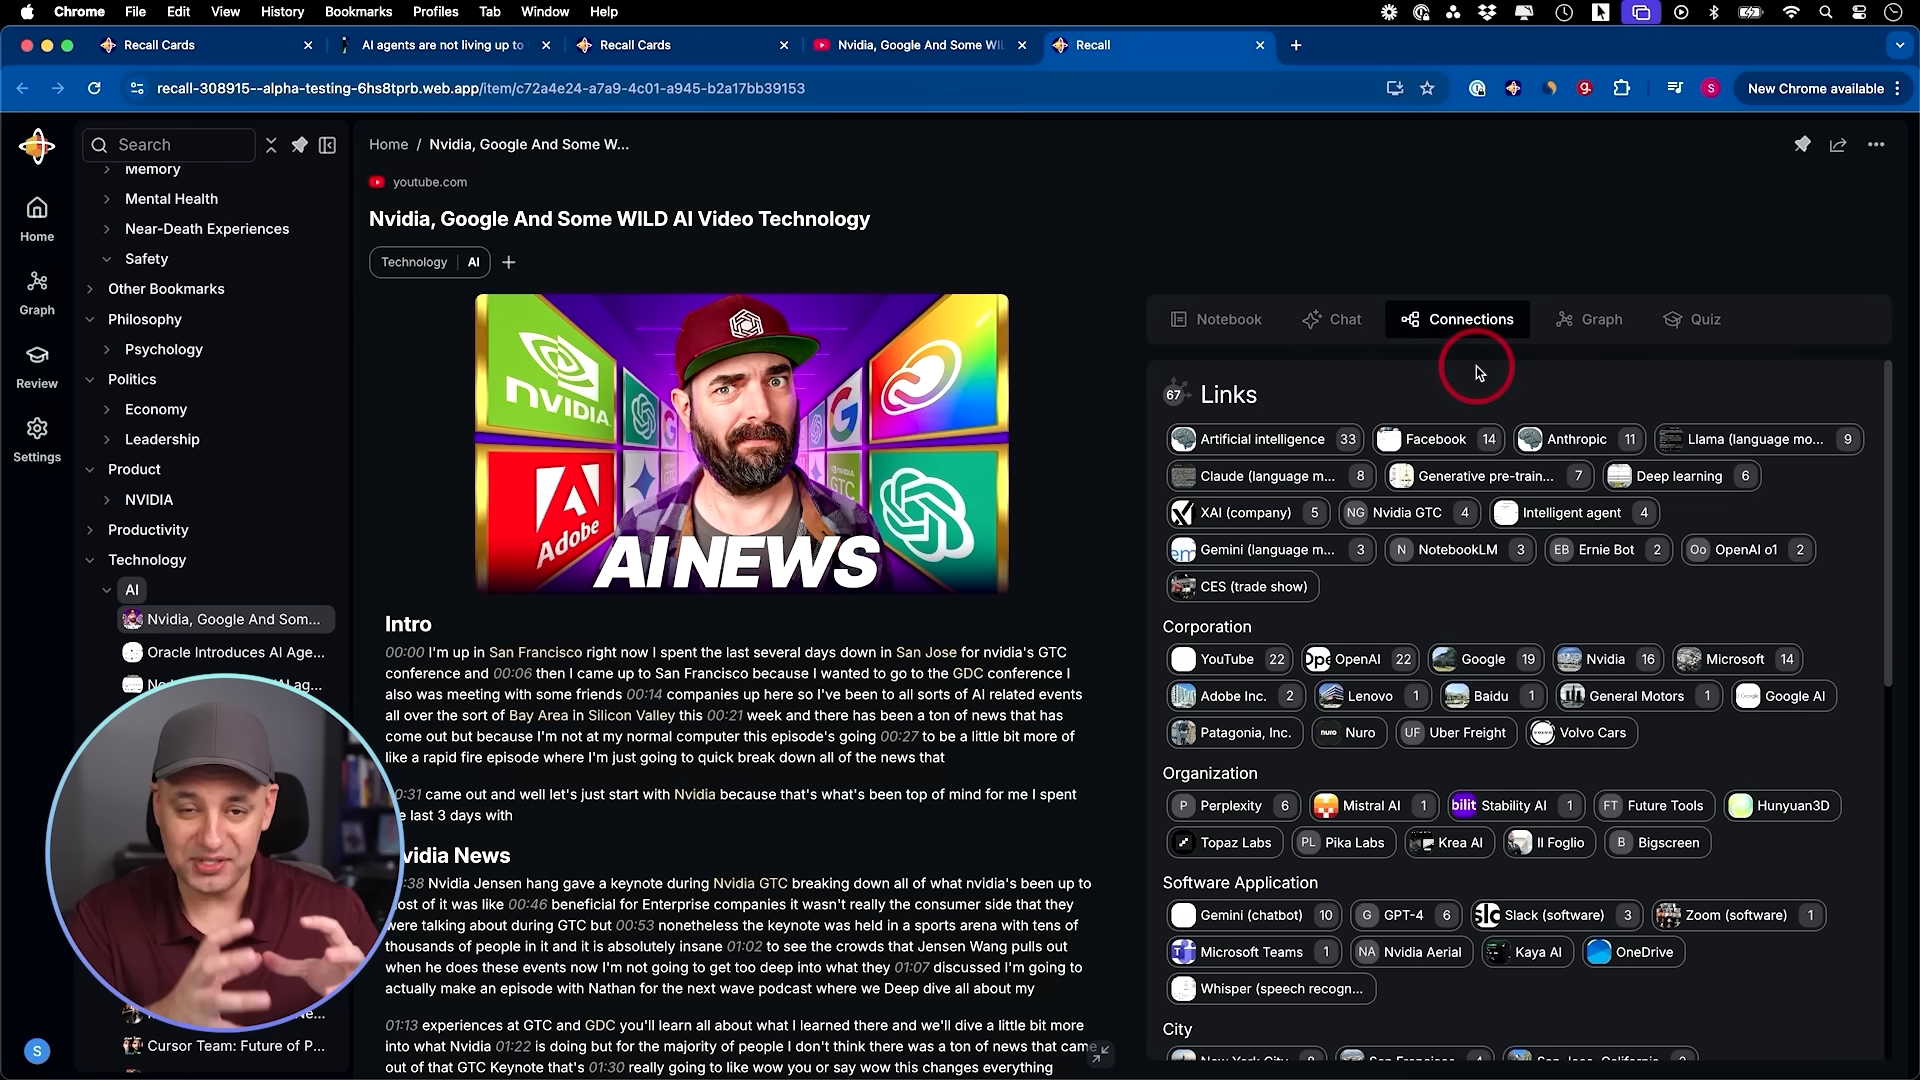 Chrome File Edit View History Bookmarks Profiles Tab Window Help
Recall Cards
AI agents are not living up to
Recall Cards
Nvidia, Google And Some WIL
Recall
recall-308915--alpha-testing-6hs8tprb.web.app/item/c72a4e24-a7a9-4c01-a945-b2a17bb39153
S
New Chrome available
Home
Graph
Review
Settings
S
Search
Memory
Mental Health
Near-Death Experiences
Safety
Other Bookmarks
Philosophy
Psychology
Politics
Economy
Leadership
Product
NVIDIA
Productivity
Technology
AI
Nvidia, Google And Som...
Oracle Introduces AI Age...
Cursor Team: Future of P...
Home / Nvidia, Google And Some W...
youtube.com
Nvidia, Google And Some WILD AI Video Technology
Technology AI +
NVIDIA
Adobe
GTC
AI NEWS
Intro
00:00 I'm up in San Francisco right now I spent the last several days down in San Jose for nvidia's GTC
conference and 00:06 then I came up to San Francisco because I wanted to go to the GDC conference I
also was meeting with some friends 00:14 companies up here so I've been to all sorts of AI related events
all over the sort of Bay Area in Silicon Valley this 00:21 week and there has been a ton of news that has
come out but because I'm not at my normal computer this episode's going 00:27 to be a little bit more of
like a rapid fire episode where I'm just going to quick break down all of the news that
:31 came out and well let's just start with Nvidia because that's what's been top of mind for me I spent
last 3 days with
vidia News
:38 Nvidia Jensen hang gave a keynote during Nvidia GTC breaking down all of what nvidia's been up to
ost of it was like 00:46 beneficial for Enterprise companies it wasn't really the consumer side that they
were talking about during GTC but 00:53 nonetheless the keynote was held in a sports arena with tens of
thousands of people in it and it is absolutely insane 01:02 to see the crowds that Jensen Wang pulls out
when he does these events now I'm not going to get too deep into what they 01:07 discussed I'm going to
actually make an episode with Nathan for the next wave podcast where we Deep dive all about my
01:13 experiences at GTC and GDC you'll learn all about what I learned there and we'll dive a little bit more
into what Nvidia 01:22 is doing but for the majority of people I don't think there was a ton of news that came
out of that GTC Keynote that's 01:30 really going to like wow you or say wow this changes everything
Notebook Chat Connections Graph Quiz
67 Links
Artificial intelligence 33 Facebook 14 Anthropic 11 Llama (language mo... 9
Claude (language m... 8 Generative pre-train... 7 Deep learning 6
XAI (company) 5 NG Nvidia GTC 4 Intelligent agent 4
Gemini (language m... 3 N NotebookLM 3 EB Ernie Bot 2 Oo OpenAI o1 2
CES (trade show)
Corporation
YouTube 22 OpenAI 22 Google 19 Nvidia 16 Microsoft 14
Adobe Inc. 2 Lenovo 1 Baidu 1 General Motors 1 Google AI
Patagonia, Inc. nuro Nuro UF Uber Freight Volvo Cars
Organization
P Perplexity 6 Mistral AI 1 bilit Stability AI 1 FT Future Tools Hunyuan3D
Topaz Labs PL Pika Labs Krea AI Il Foglio B Bigscreen
Software Application
Gemini (chatbot) 10 G GPT-4 6 slc Slack (software) 3 Zoom (software) 1
Microsoft Teams 1 NA Nvidia Aerial Kaya AI OneDrive
Whisper (speech recogn...
City
New York City 8 San Francisco 4 San Jose, California 2